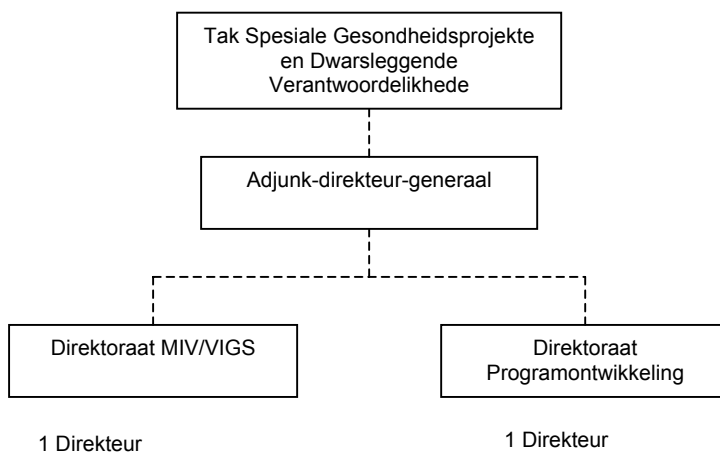 Tak Spesiale Gesondheidsprojekte
en Dwarsleggende
Verantwoordelikhede
Adjunk-direkteur-generaal
Direktoraat MIV/VIGS
Direktoraat
Programontwikkeling
1 Direkteur
1 Direkteur